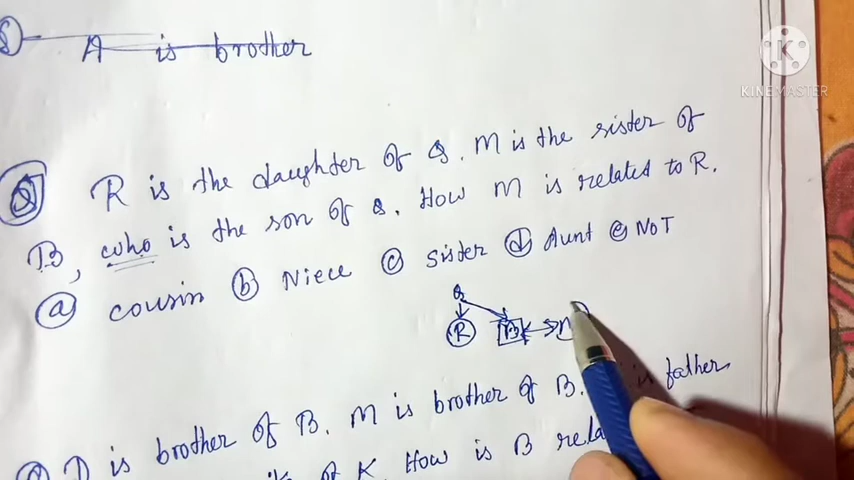 A is brother
KINEMASTER
Q R is the daughter of Q. M is the sister of
B, who is the son of Q. How M is related to R.
a cousin b Niece c Sister d Aunt e NOT
Q
R B
D is brother of B. M is brother of B. is father
of K. How is B